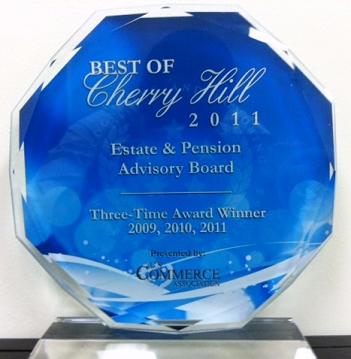 BEST OF
Cherry Hill
2011
Estate & Pension
Advisory Board
Three-Time Award Winner
2009, 2010, 2011
Presented by:
COMMERCE
ASSOCIATION